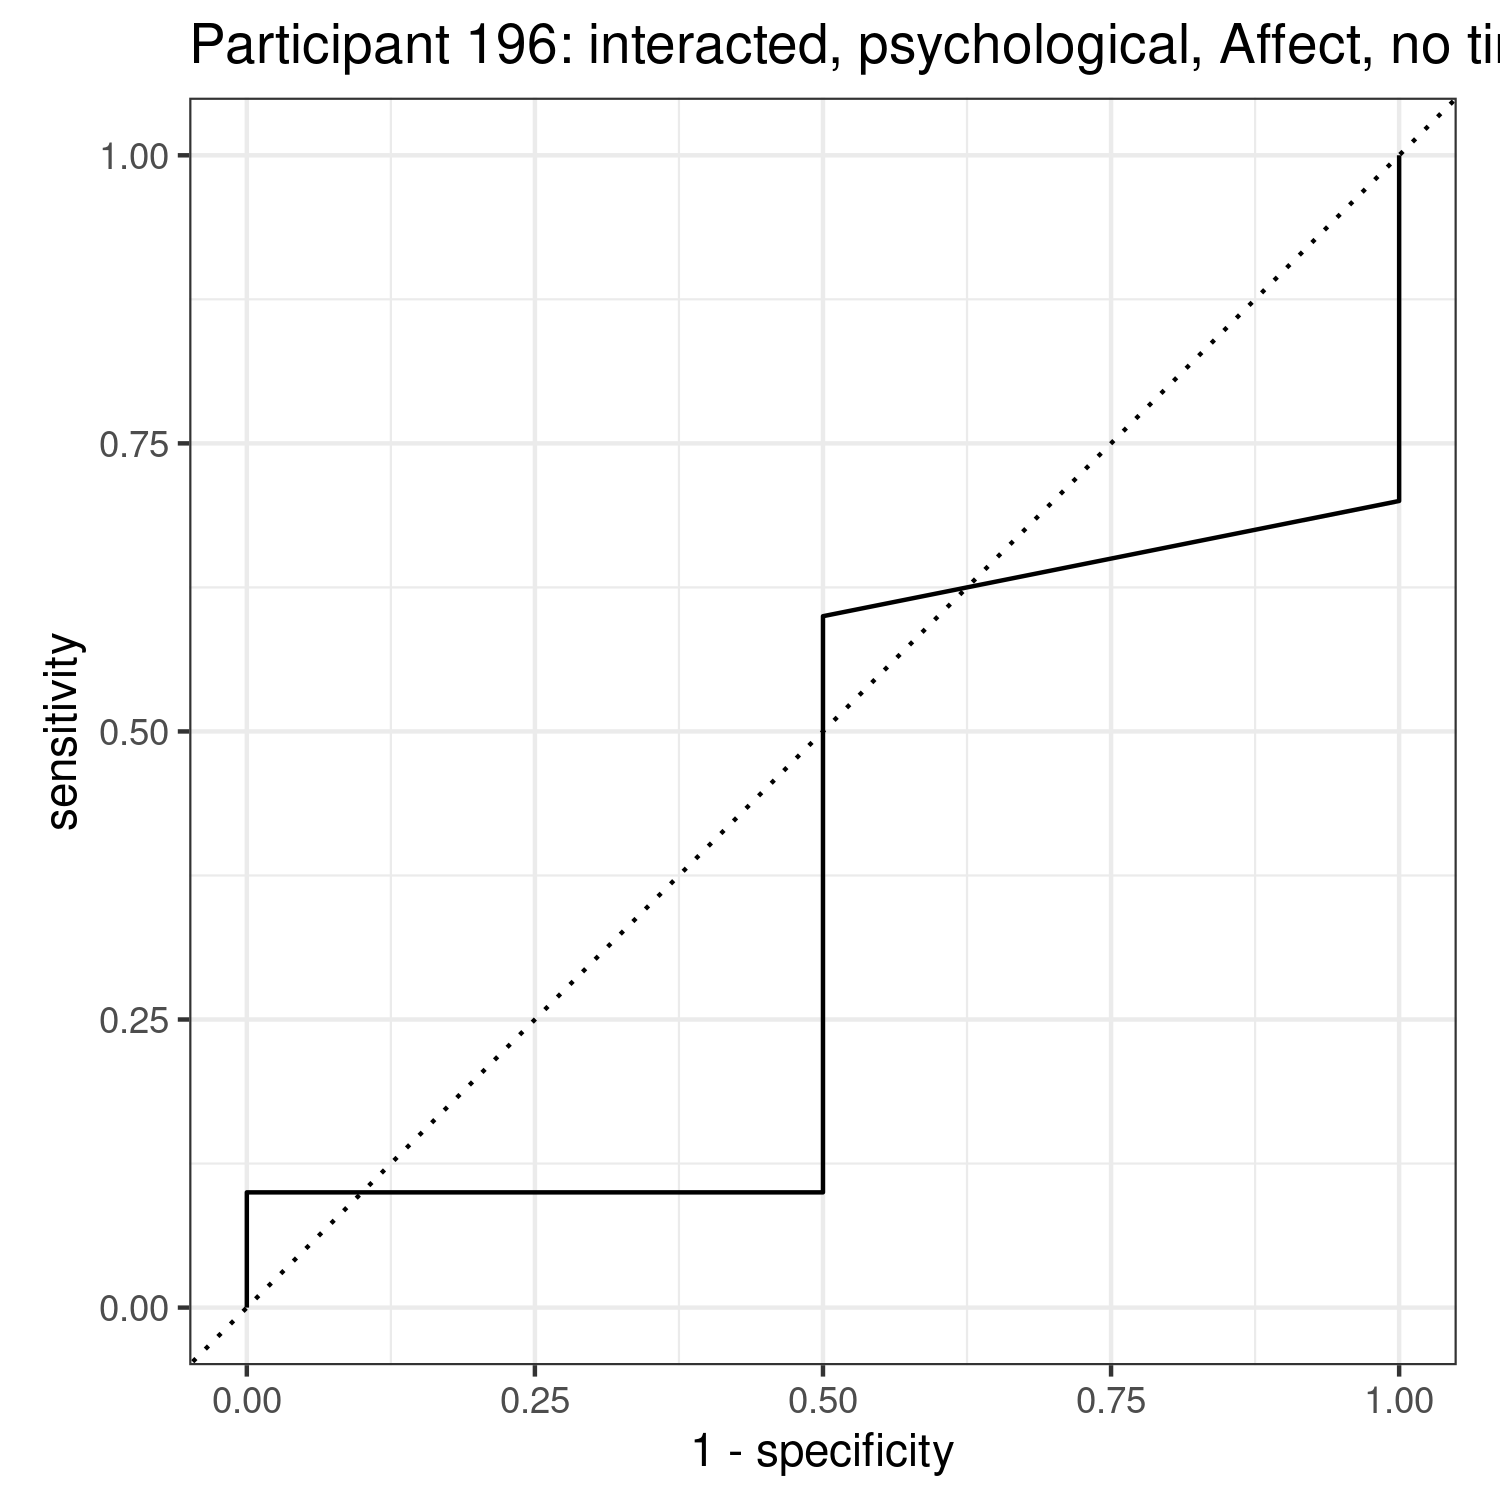 Participant 196: interacted, psychological, Affect, no
1.00
0.75
0.50
0.25
0.00
sensitivity
0.00 0.25 0.50 0.75 1.00
1 - specificity